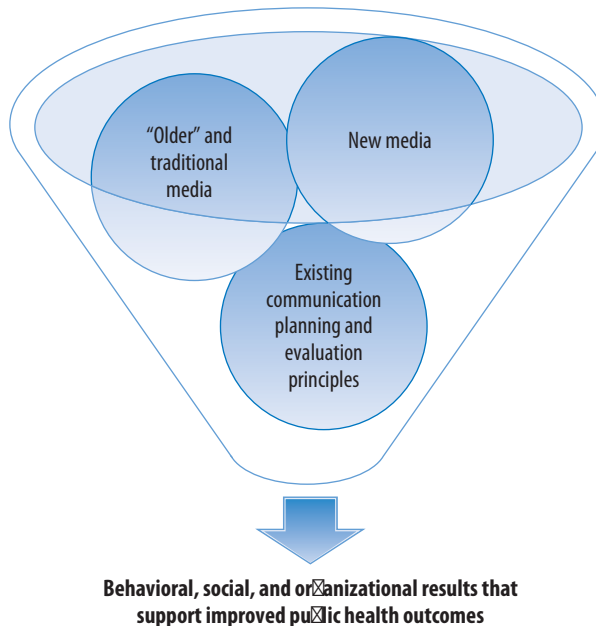 “Older” and
traditional
media
New media
Existing
communication
planning and
evaluation
principles
Behavioral, social, and or☒anizational results that
support improved pu☒lic health outcomes